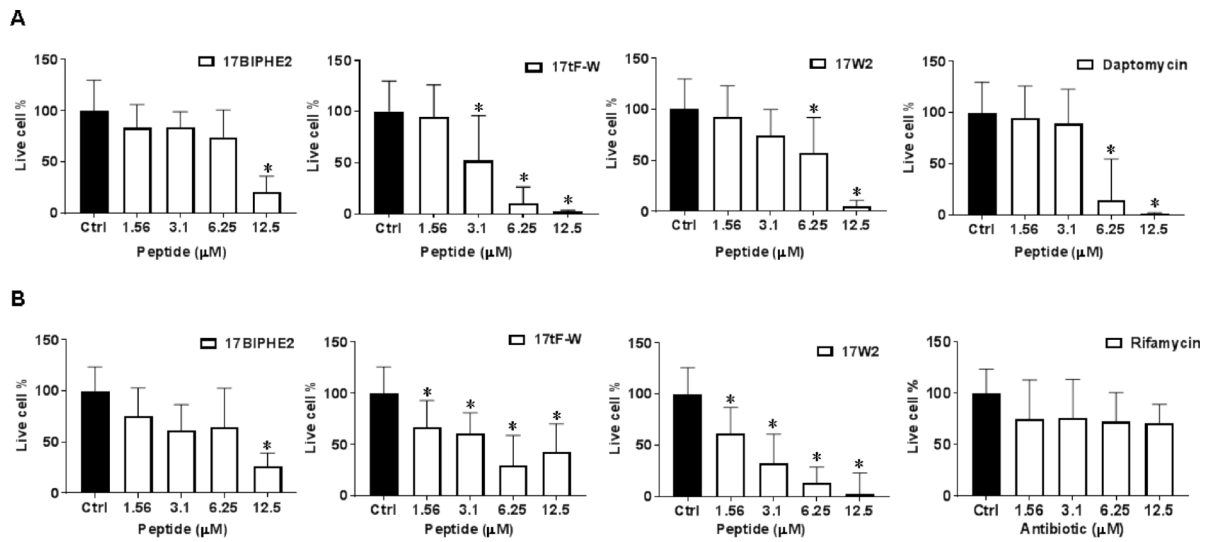 A
17BIPHE2
Live cell %
150
100
50
0
Ctrl 1.56 3.1 6.25 12.5
*
Peptide (µM)
17tF-W
Live cell %
150
100
50
0
Ctrl 1.56 3.1 6.25 12.5
* * *
Peptide (µM)
17W2
Live cell %
150
100
50
0
Ctrl 1.56 3.1 6.25 12.5
* *
Peptide (µM)
Daptomycin
Live cell %
150
100
50
0
Ctrl 1.56 3.1 6.25 12.5
* *
Peptide (µM)
B
17BIPHE2
Live cell %
150
100
50
0
Ctrl 1.56 3.1 6.25 12.5
*
Peptide (µM)
17tF-W
Live cell %
150
100
50
0
Ctrl 1.56 3.1 6.25 12.5
* * * *
Peptide (µM)
17W2
Live cell %
150
100
50
0
Ctrl 1.56 3.1 6.25 12.5
* * * *
Peptide (µM)
Rifamycin
Live cell %
150
100
50
0
Ctrl 1.56 3.1 6.25 12.5
Antibiotic (µM)